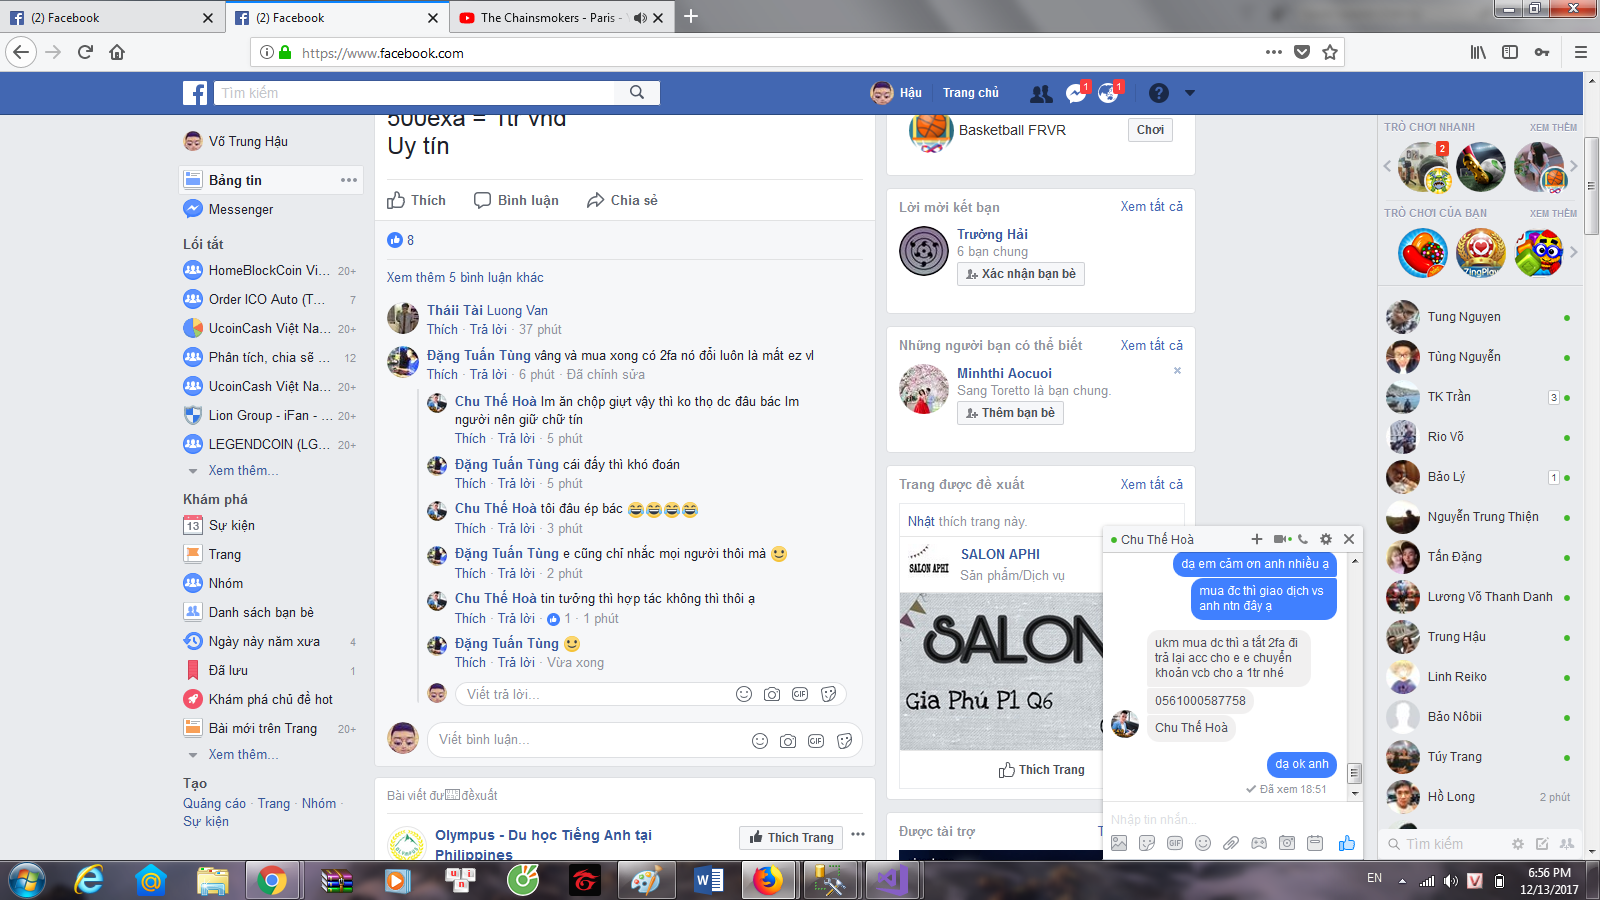 (2) Facebook
(2) Facebook
The Chainsmokers - Paris - Y
https://www.facebook.com
Tìm kiếm
Hậu
Trang chủ
1
1
Võ Trung Hậu
Bảng tin
Messenger
Lối tắt
HomeBlockCoin Vi... 20+
Order ICO Auto (T... 7
UcoinCash Việt Na... 20+
Phân tích, chia sẽ ... 12
UcoinCash Việt Na... 20+
Lion Group - iFan - ... 20+
LEGENDCOIN (LG... 20+
Xem thêm...
Khám phá
13 Sự kiện
Trang
Nhóm
Danh sách bạn bè
Ngày này năm xưa 4
Đã lưu 1
Khám phá chủ đề hot
Bài mới trên Trang 20+
Xem thêm...
Tạo
Quảng cáo · Trang · Nhóm ·
Sự kiện
500exa = 1tr vnd
Uy tín
Thích Bình luận Chia sẻ
8
Xem thêm 5 bình luận khác
Tháii Tài Luong Van
Thích · Trả lời · 37 phút
Đặng Tuấn Tùng vâng và mua xong có 2fa nó đổi luôn là mất ez vl
Thích · Trả lời · 6 phút · Đã chỉnh sửa
Chu Thế Hoà lm ăn chộp giựt vậy thì ko thọ dc đâu bác lm
người nên giữ chữ tín
Thích · Trả lời · 5 phút
Đặng Tuấn Tùng cái đấy thì khó đoán
Thích · Trả lời · 5 phút
Chu Thế Hoà tôi đâu ép bác 😂😂😂😂
Thích · Trả lời · 3 phút
Đặng Tuấn Tùng e cũng chỉ nhắc mọi người thôi mà 🙂
Thích · Trả lời · 2 phút
Chu Thế Hoà tin tưởng thì hợp tác không thì thôi ạ
Thích · Trả lời · 1 · 1 phút
Đặng Tuấn Tùng 🙂
Thích · Trả lời · Vừa xong
Viết trả lời...
GIF
Viết bình luận...
GIF
Bài viết đư đềxuất
Olympus - Du học Tiếng Anh tại
Philippines
Thích Trang
Basketball FRVR
Chơi
Lời mời kết bạn Xem tất cả
Trường Hải
6 bạn chung
Xác nhận bạn bè
Những người bạn có thể biết Xem tất cả
Minhthi Aocuoi
Sang Toretto là bạn chung.
Thêm bạn bè
Trang được đề xuất Xem tất cả
Nhật thích trang này.
SALON APHI
SALON APHI
Sản phẩm/Dịch vụ
SALON
Gia Phú P1 Q6
Thích Trang
Được tài trợ T
Chu Thế Hoà
dạ em cảm ơn anh nhiều ạ
mua đc thì giao dịch vs
anh ntn đây ạ
ukm mua dc thì a tắt 2fa đi
trả lại acc cho e e chuyển
khoản vcb cho a 1tr nhé
0561000587758
Chu Thế Hoà
dạ ok anh
Đã xem 18:51
Nhập tin nhắn...
GIF
TRÒ CHƠI NHANH XEM THÊM
2
TRÒ CHƠI CỦA BẠN XEM THÊM
ZingPlay
Tung Nguyen
Tùng Nguyễn
TK Trần 3
Rio Võ
Bảo Lý 1
Nguyễn Trung Thiện
Tấn Đặng
Lương Võ Thanh Danh
Trung Hậu
Linh Reiko
Bảo Nôbii
Túy Trang
Hồ Long 2 phút
Tìm kiếm
EN
6:56 PM
12/13/2017